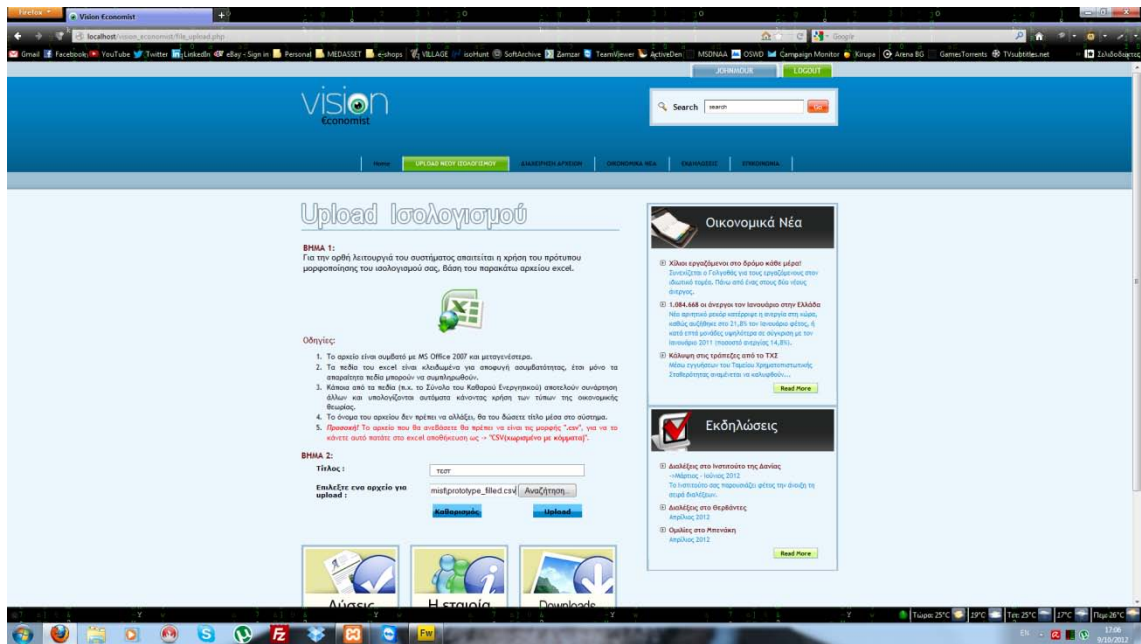 Firefox
Vision Economist
localhost/vision_economist/file_upload.php
Google
Gmail Facebook YouTube Twitter LinkedIn eBay - Sign in Personal MEDASSET e-shops VILLAGE isoHunt SoftArchive Zamzar TeamViewer ActiveDen MSDNAA OSWD Campaign Monitor Kirupa Arena BG GamesTorrents TVsubtitles.net
JOHNMOUR LOGOUT
vision
€conomist
Search search
Home UPLOAD ΝΕΟΥ ΙΣΟΛΟΓΙΣΜΟΥ ΔΙΑΧΕΙΡΗΣΗ ΑΡΧΕΙΩΝ ΟΙΚΟΝΟΜΙΚΑ ΝΕΑ ΕΚΔΗΛΩΣΕΙΣ ΕΠΙΚΟΙΝΩΝΙΑ
Upload Ισολογισμού
ΒΗΜΑ 1:
Για την ορθή λειτουργιά του συστήματος απαιτείται η χρήση του πρότυπου
μορφοποίησης του ισολογισμού σας, βάση του παρακάτω αρχείου excel.
Οδηγίες:
1. Το αρχείο είναι συμβατό με MS Office 2007 και μεταγενέστερα.
2. Τα πεδία του excel είναι κλειδωμένα για αποφυγή ασυμβατότητας, έτσι μόνο τα
απαραίτητα πεδία μπορούν να συμπληρωθούν.
3. Κάποια από τα πεδία (π.χ. το Σύνολο του Καθαρού Ενεργητικού) αποτελούν συνάρτηση
άλλων και υπολογίζονται αυτόματα κάνοντας χρήση των τύπων της οικονομικής
θεωρίας.
4. Το όνομα του αρχείου δεν πρέπει να αλλάξει, θα του δώσετε τίτλο μέσα στο σύστημα.
5. Προσοχή! Το αρχείο που θα ανεβάσετε θα πρέπει να είναι τις μορφής ".csv", για να το
κάνετε αυτό πατάτε στο excel αποθήκευση ως -> "CSV(χωρισμένο με κόμματα)".
ΒΗΜΑ 2:
Τίτλος : τεστ
Επιλεξτε ενα αρχείο για
upload :
mist\prototype_filled.csv Αναζήτηση...
Καθαρισμός Upload
Λύσεις Η εταιρία Downloads
Οικονομικά Νέα
Χίλιοι εργαζόμενοι στο δρόμο κάθε μέρα!
Συνεχίζεται ο Γολγοθάς για τους εργαζόμενους στον
ιδιωτικό τομέα. Πάνω από ένας στους δύο νέους
άνεργος.
1.084.668 οι άνεργοι τον Ιανουάριο στην Ελλάδα
Νέο αρνητικό ρεκόρ κατέρριψε η ανεργία στη χώρα,
καθώς αυξήθηκε στο 21,8% τον Ιανουάριο φέτος, ή
κατά επτά μονάδες υψηλότερα σε σύγκριση με τον
Ιανουάριο 2011 (ποσοστό ανεργίας 14,8%).
Κάλυψη στις τράπεζες από το ΤΧΣ
Μέσω εγγυήσεων του Ταμείου Χρηματοπιστωτικής
Σταθερότητας αναμένεται να καλυφθούν...
Read More
Εκδηλώσεις
Διαλέξεις στο Ινστιτούτο της Δανίας
->Μάρτιος - Ιούνιος 2012
Το Ινστιτούτο σας παρουσιάζει φέτος την άνοιξη τη
σειρά διαλέξεων.
Διαλέξεις στο Θερβάντες
Απρίλιος 2012
Ομιλίες στο Μπενάκη
Απρίλιος 2012
Read More
Τώρα: 25°C 19°C Τετ: 25°C 17°C Πεμ: 26°C
EN 17:06
9/10/2012